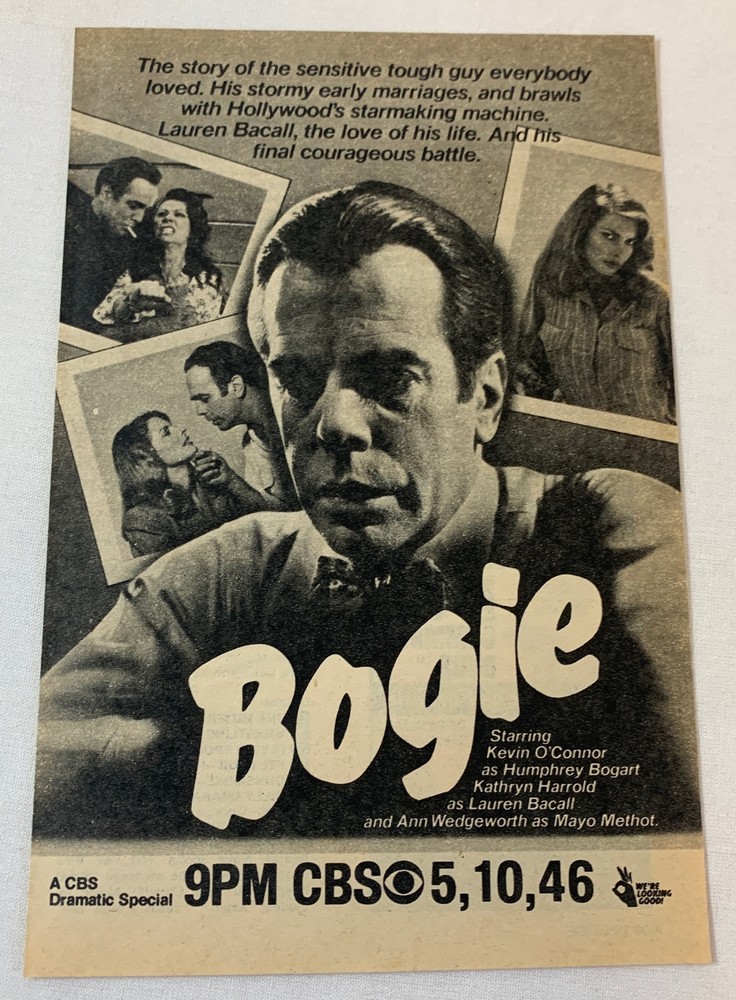 The story of the sensitive tough guy everybody
loved. His stormy early marriages, and brawls
with Hollywood's starmaking machine.
Lauren Bacall, the love of his life. And his
final courageous battle.
Bogie
Starring
Kevin O'Connor
as Humphrey Bogart
Kathryn Harrold
as Lauren Bacall
and Ann Wedgeworth as Mayo Methot.
A CBS
Dramatic Special
9PM CBS 5,10,46
WE'RE
LOOKING
GOOD!